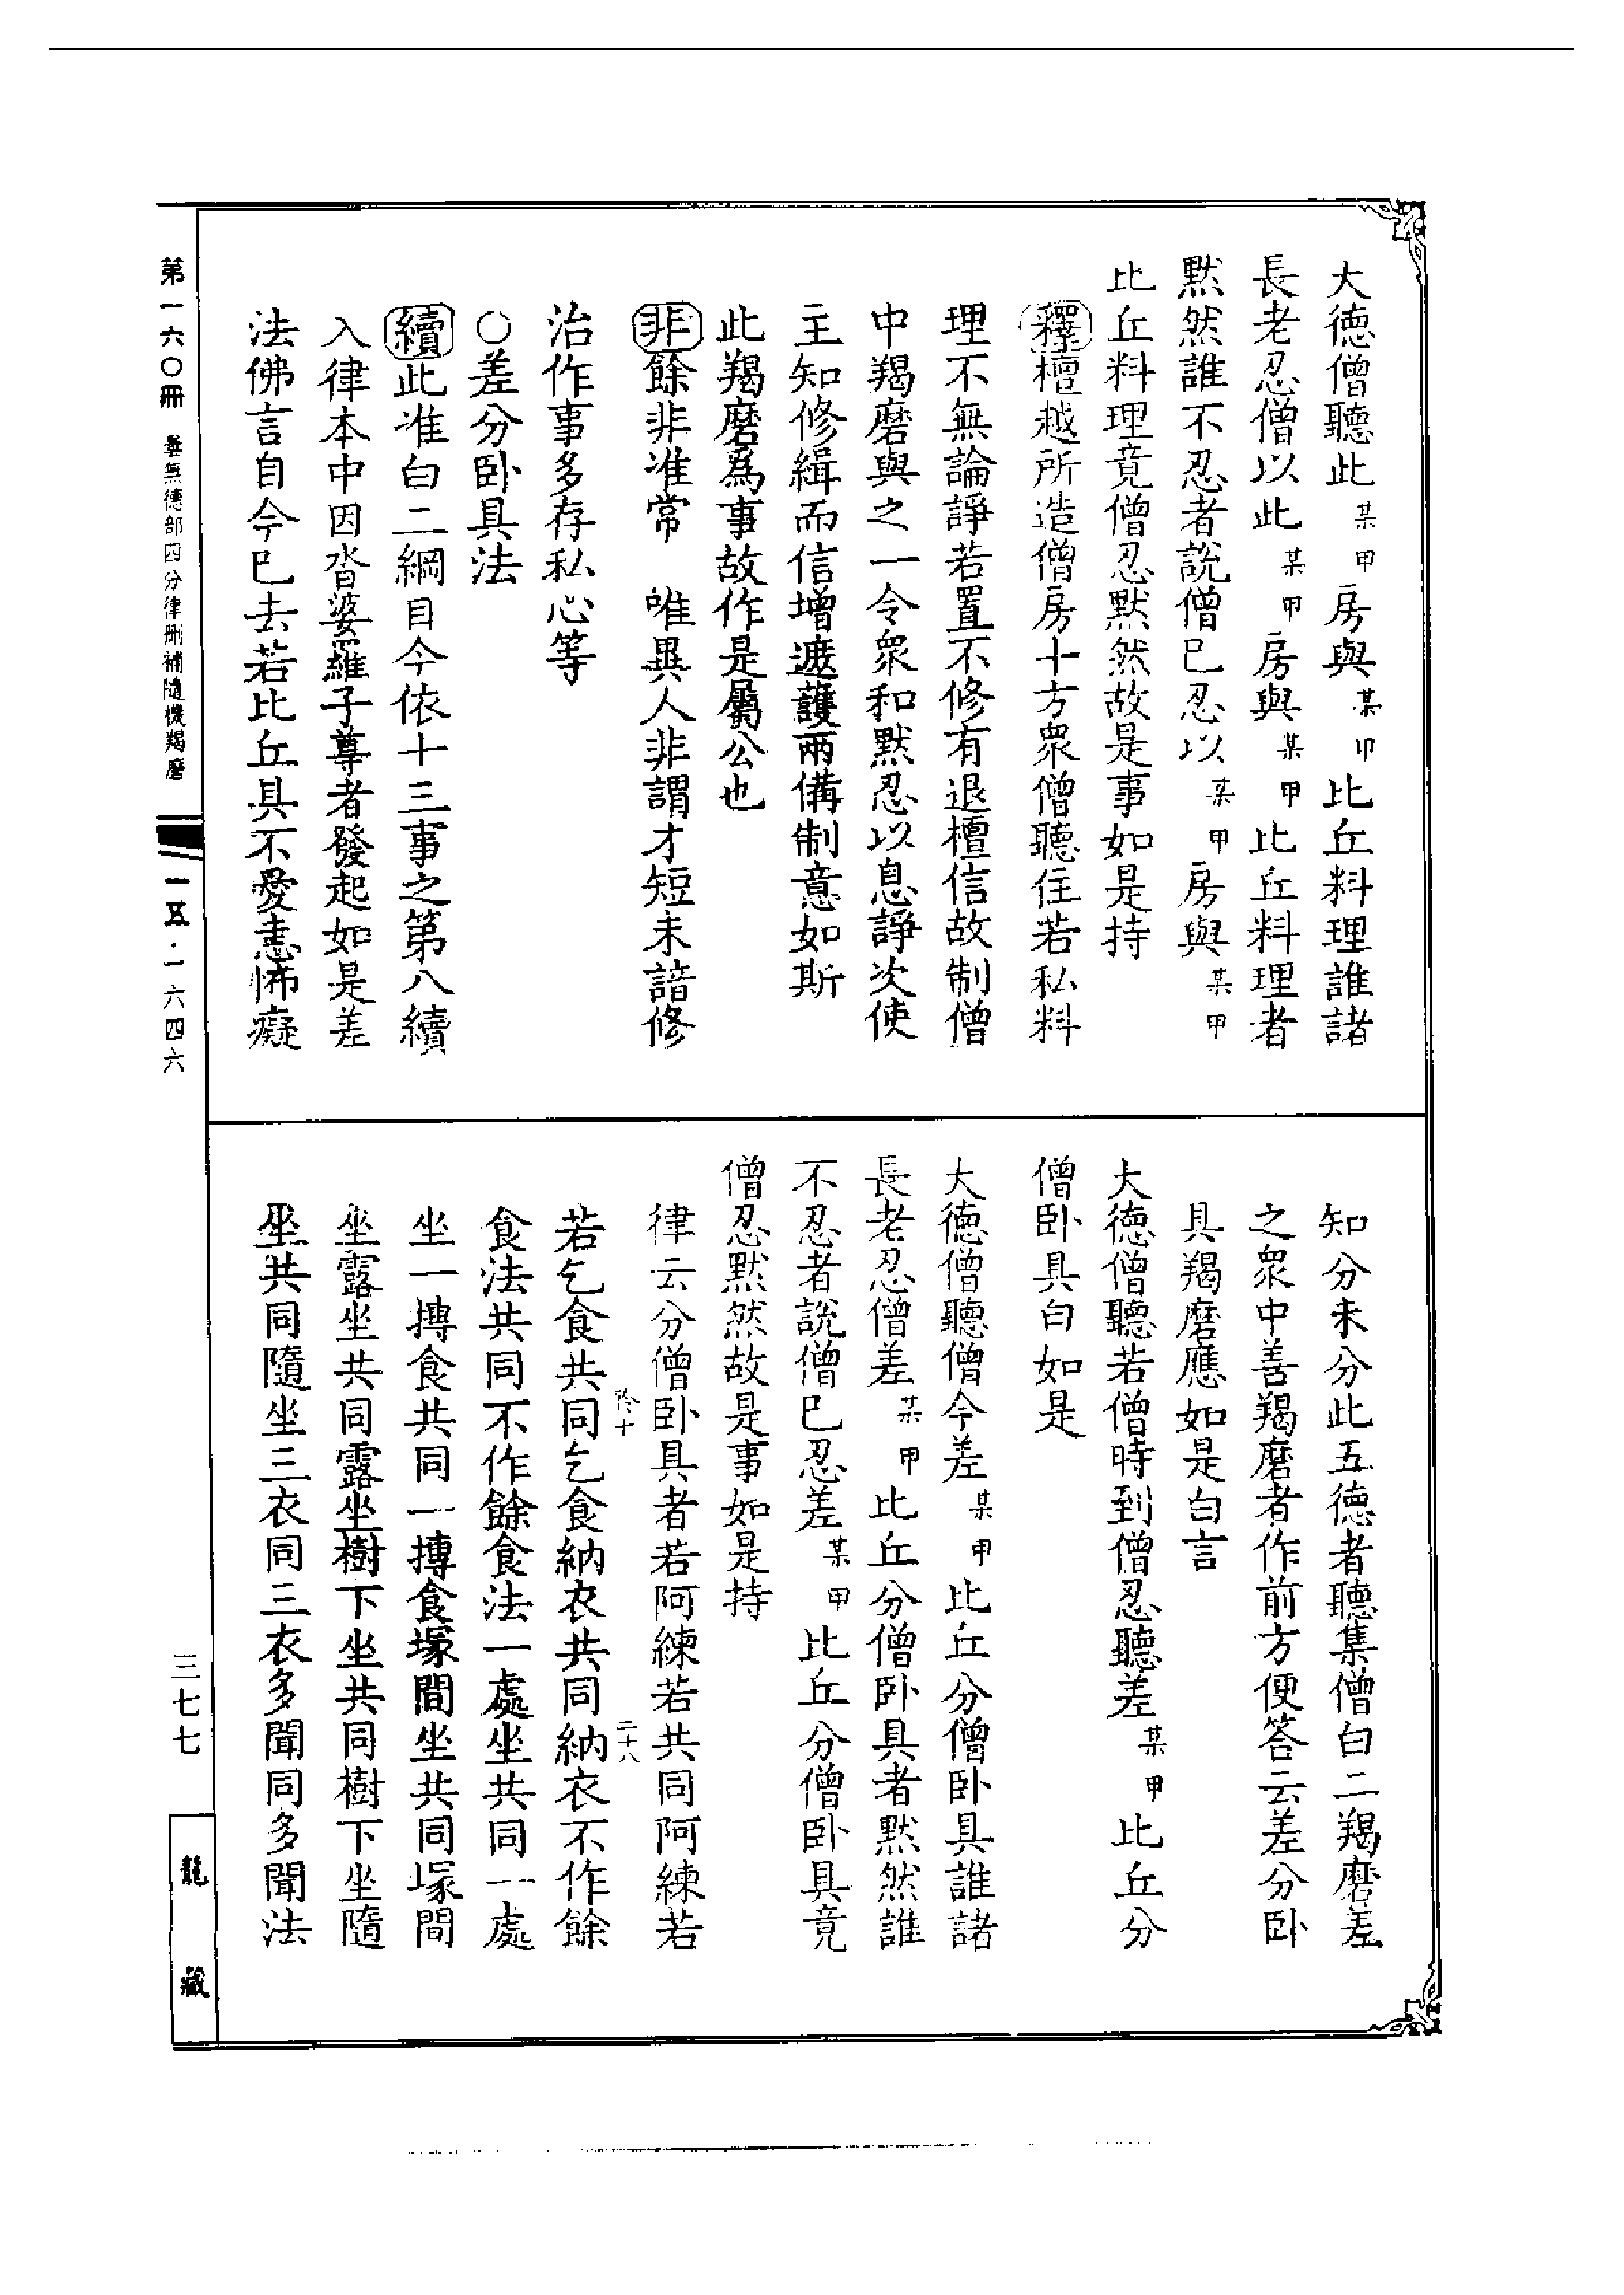 大德僧聽此某甲房與某甲比丘料理誰諸
長老忍僧以此某甲房與某甲比丘料理者
默然誰不忍者說僧巳忍以某甲房與某甲
比丘料理竟僧忍默然故是事如是持
釋檀越所造僧房十方衆僧聽住若私料
理不無論諍若置不修有退檀信故制僧
中羯磨與之一令衆和默忍以息諍次使
主知修緝而信增遮護兩備制意如斯
此羯磨爲事故作是屬公也
非餘非准常　唯異人非謂才短未諳修
治作事多存私心等
○差分卧具法
續此准白二綱目今依十三事之第八續
入律本中因沓婆羅子尊者發起如是差
法佛言自今巳去若比丘具不愛恚怖癡
知分未分此五德者聽集僧白二羯磨差
之衆中善羯磨者作前方便答云差分卧
具羯磨應如是白言
大德僧聽若僧時到僧忍聽差某甲比丘分
僧卧具白如是
大德僧聽僧今差某甲比丘分僧卧具誰諸
長老忍僧差某甲比丘分僧卧具者默然誰
不忍者說僧巳忍差某甲比丘分僧卧具竟
僧忍默然故是事如是持
律云分僧卧具者若阿練若共同阿練若
十
二十八
若乞食共同乞食納衣共同納衣不作餘
食法共同不作餘食法一處坐共同一處
坐一摶食共同一摶食塚間坐共同塚間
坐露坐共同露坐樹下坐共同樹下坐隨
坐共同隨坐三衣同三衣多聞同多聞法
第一六〇冊　曇無德部四分律刪補隨機羯磨
一五·一六四六
三七七
龍藏